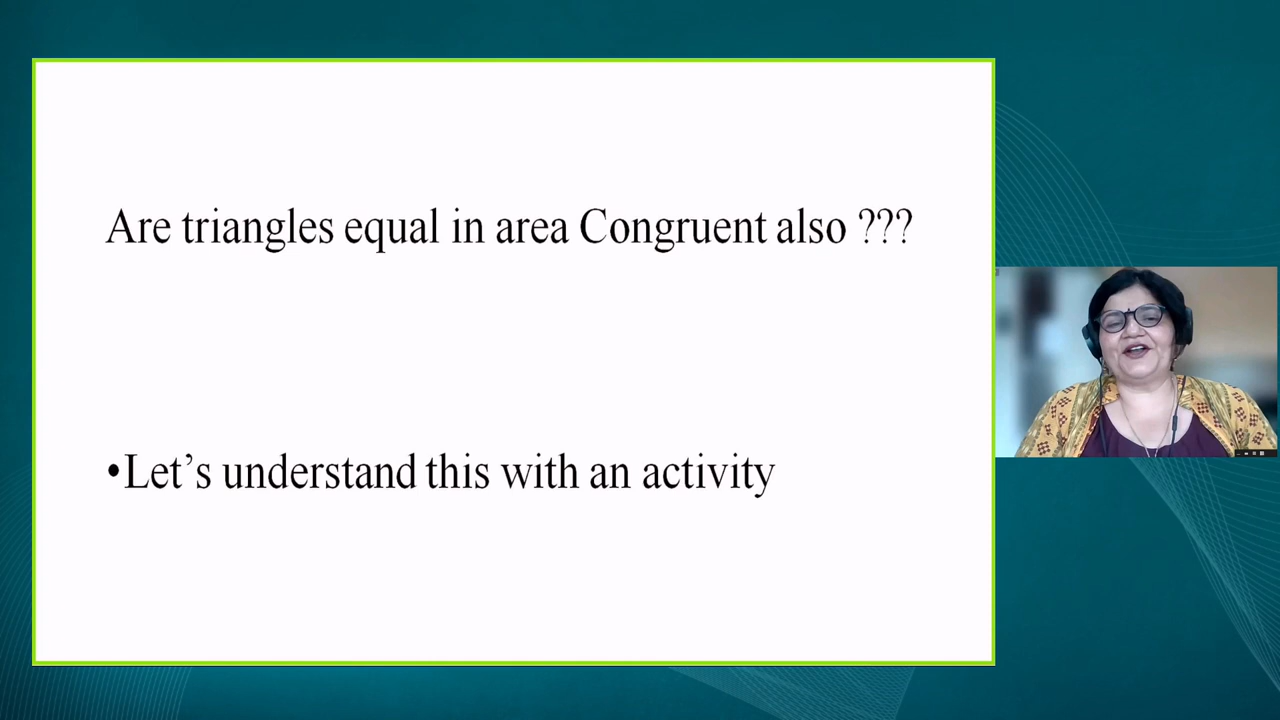 Are triangles equal in area Congruent also ???
•Let’s understand this with an activity